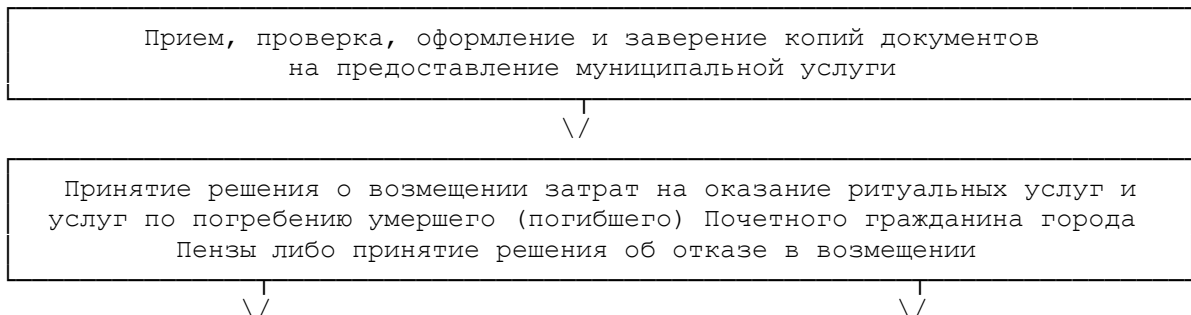 Прием, проверка, оформление и заверение копий документов
на предоставление муниципальной услуги
\/
Принятие решения о возмещении затрат на оказание ритуальных услуг и
услуг по погребению умершего (погибшего) Почетного гражданина города
Пензы либо принятие решения об отказе в возмещении
\/ \/